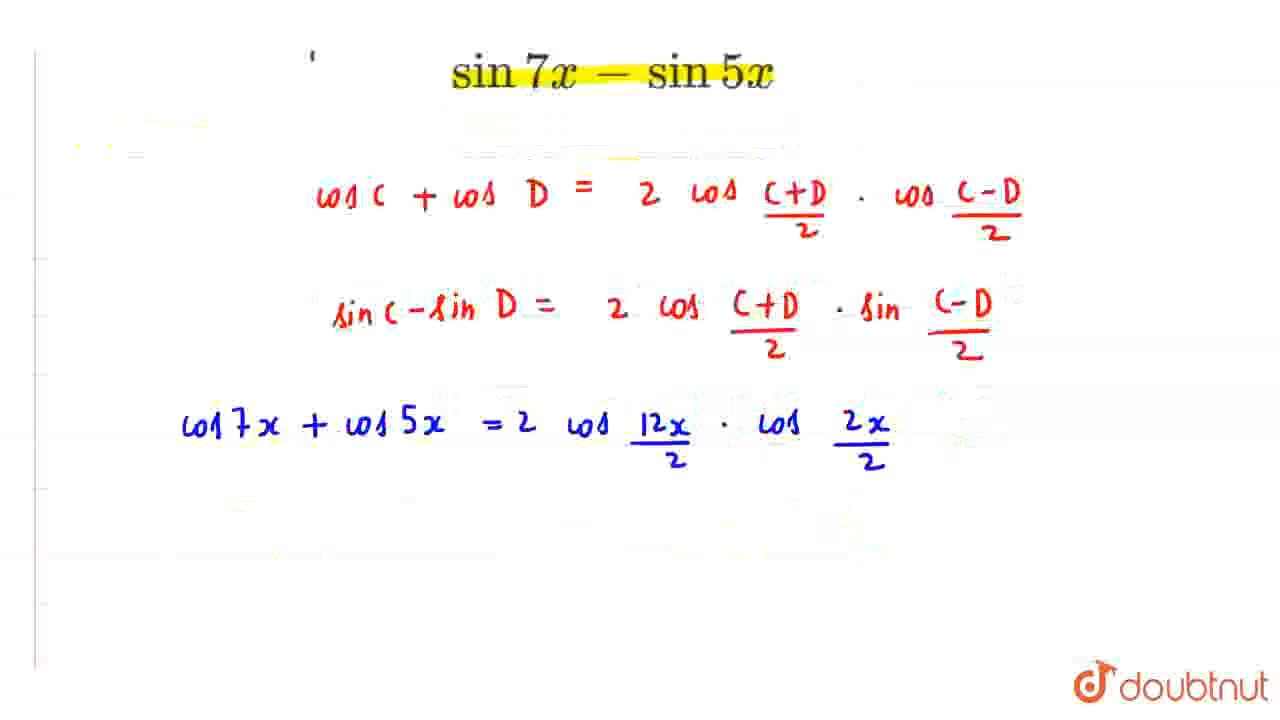 sin 7x − sin 5x
cos C + cos D = 2 cos (C+D)/2 . cos (C-D)/2
sin C - sin D = 2 cos (C+D)/2 . sin (C-D)/2
cos 7x + cos 5x = 2 cos 12x/2 . cos 2x/2
doubtnut